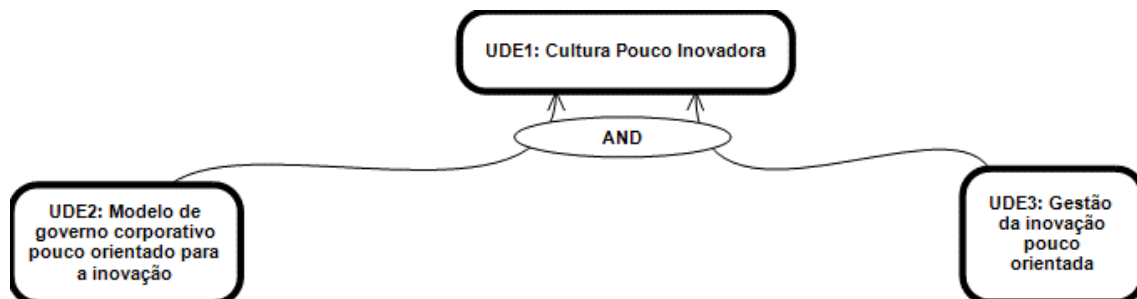 UDE1: Cultura Pouco Inovadora
AND
UDE2: Modelo de
governo corporativo
pouco orientado para
a inovação
UDE3: Gestão
da inovação
pouco
orientada